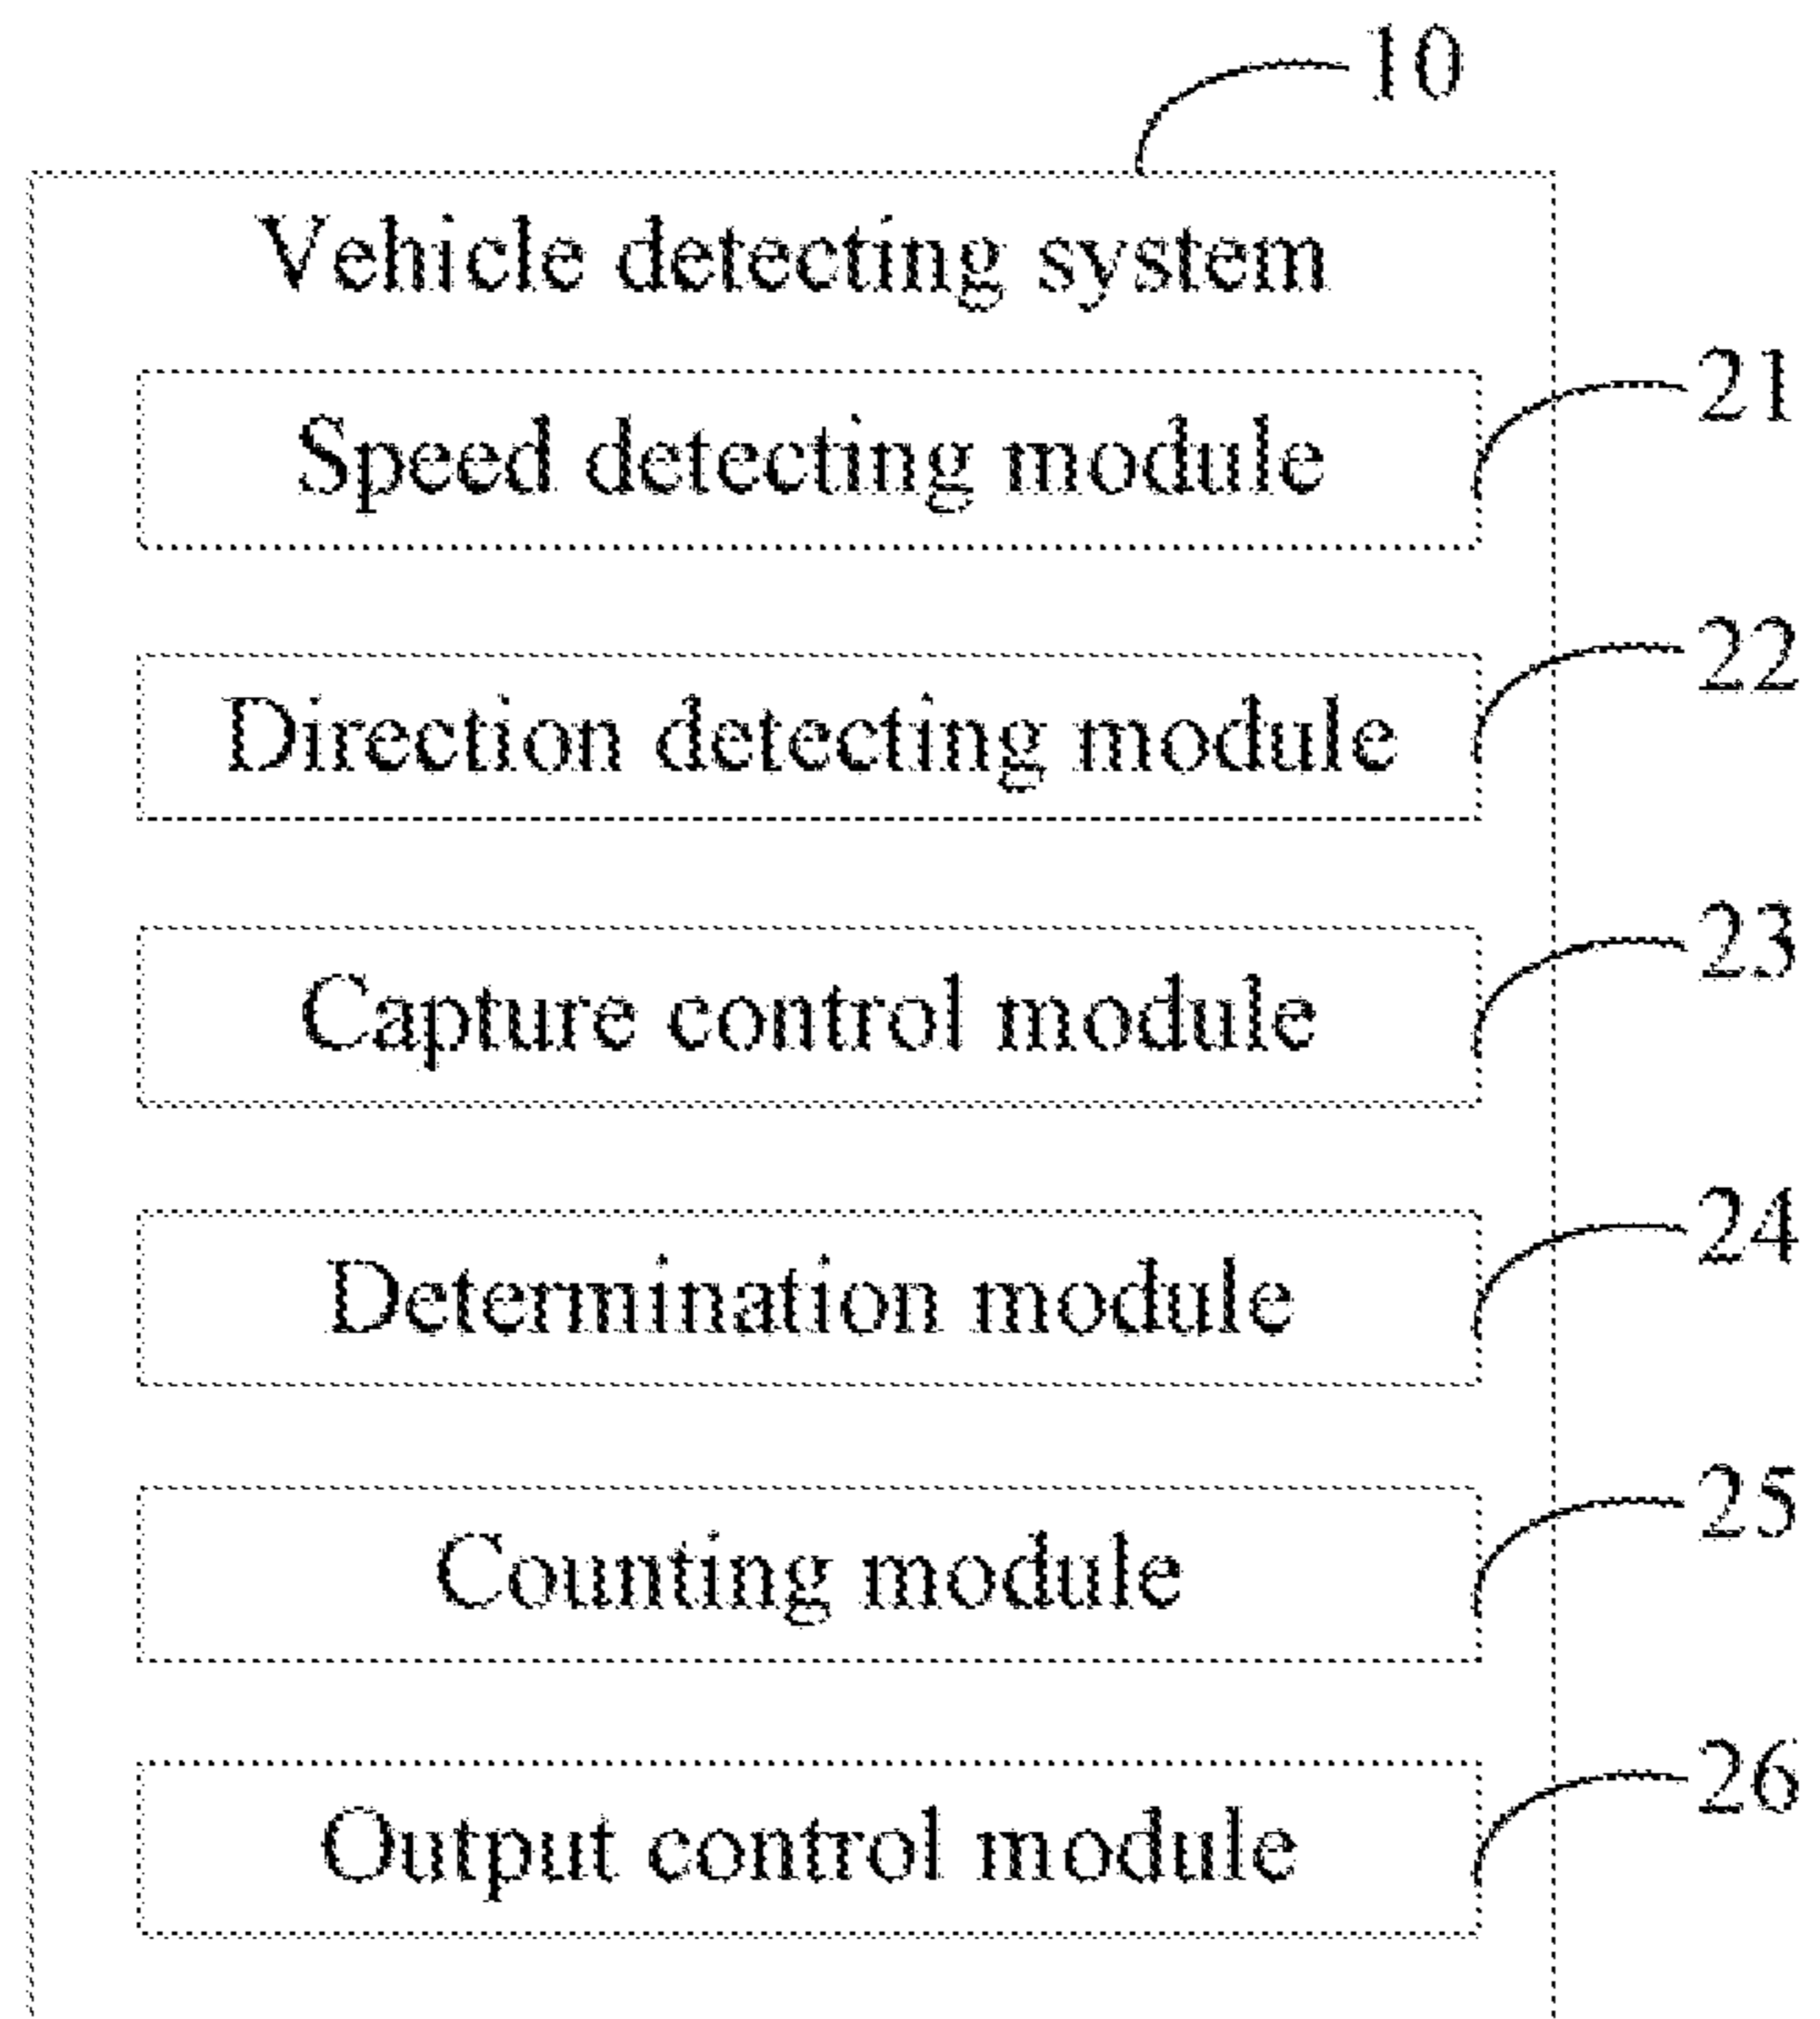 10
Vehicle detecting system
21
Speed detecting module
22
Direction detecting module
23
Capture control module
24
Determination module
25
Counting module
26
Output control module